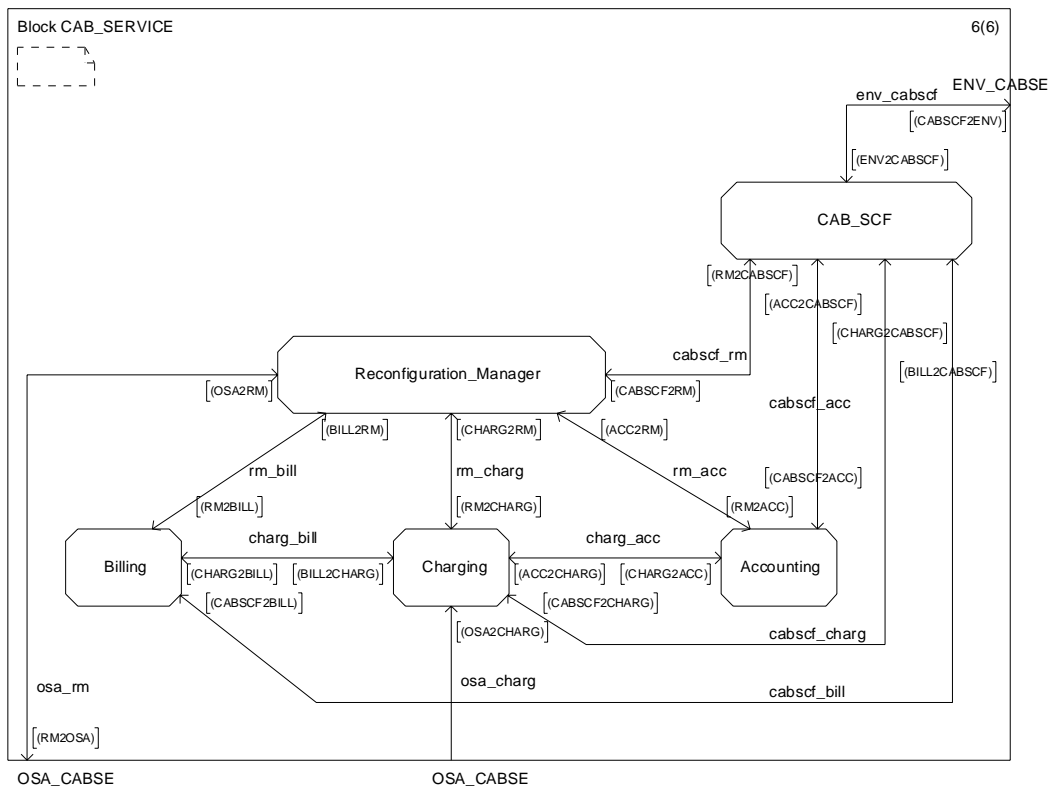 Block CAB_SERVICE
6(6)
ENV_CABSE
env_cabscf
[(CABSCF2ENV)]
[(ENV2CABSCF)]
CAB_SCF
[(RM2CABSCF)]
[(ACC2CABSCF)]
[(CHARG2CABSCF)]
cabscf_rm
[(BILL2CABSCF)]
Reconfiguration_Manager
[(OSA2RM)]
[(CABSCF2RM)]
cabscf_acc
[(BILL2RM)]
[(CHARG2RM)]
[(ACC2RM)]
rm_bill
rm_charg
rm_acc
[(CABSCF2ACC)]
[(RM2BILL)]
[(RM2CHARG)]
[(RM2ACC)]
charg_bill
charg_acc
Billing
Charging
Accounting
[(CHARG2BILL)]
[(BILL2CHARG)]
[(ACC2CHARG)]
[(CHARG2ACC)]
[(CABSCF2BILL)]
[(CABSCF2CHARG)]
[(OSA2CHARG)]
cabscf_charg
osa_rm
osa_charg
cabscf_bill
[(RM2OSA)]
OSA_CABSE
OSA_CABSE